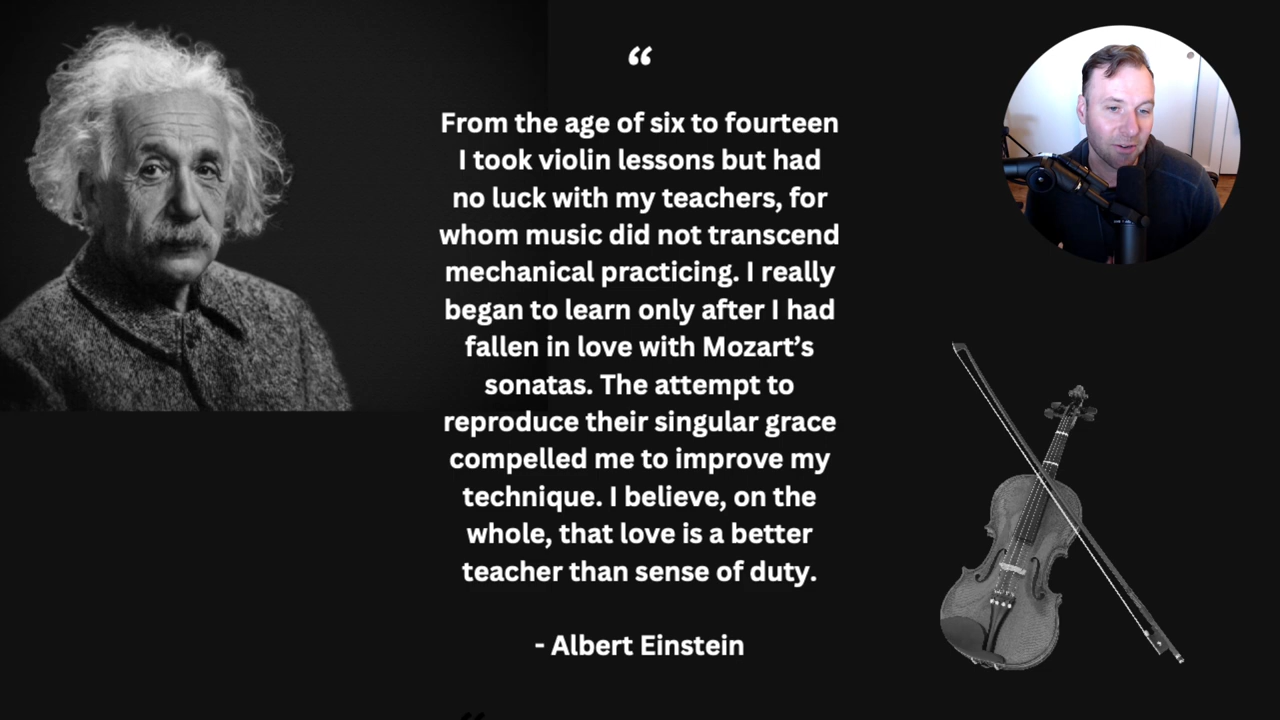 “
From the age of six to fourteen
I took violin lessons but had
no luck with my teachers, for
whom music did not transcend
mechanical practicing. I really
began to learn only after I had
fallen in love with Mozart’s
sonatas. The attempt to
reproduce their singular grace
compelled me to improve my
technique. I believe, on the
whole, that love is a better
teacher than sense of duty.
- Albert Einstein